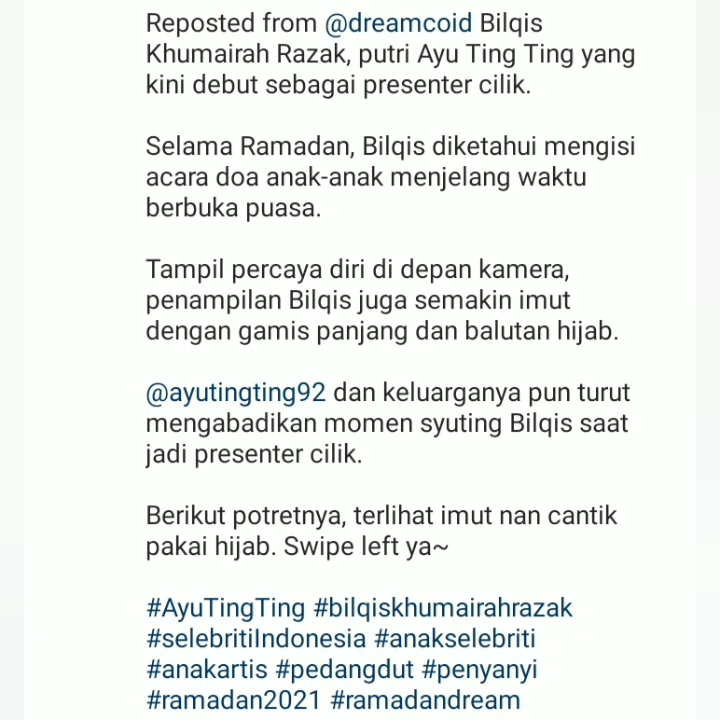 Reposted from @dreamcoid Bilqis
Khumairah Razak, putri Ayu Ting Ting yang
kini debut sebagai presenter cilik.
Selama Ramadan, Bilqis diketahui mengisi
acara doa anak-anak menjelang waktu
berbuka puasa.
Tampil percaya diri di depan kamera,
penampilan Bilqis juga semakin imut
dengan gamis panjang dan balutan hijab.
@ayutingting92 dan keluarganya pun turut
mengabadikan momen syuting Bilqis saat
jadi presenter cilik.
Berikut potretnya, terlihat imut nan cantik
pakai hijab. Swipe left ya~
#AyuTingTing #bilqiskhumairahrazak
#selebritiIndonesia #anakselebriti
#anakartis #pedangdut #penyanyi
#ramadan2021 #ramadandream